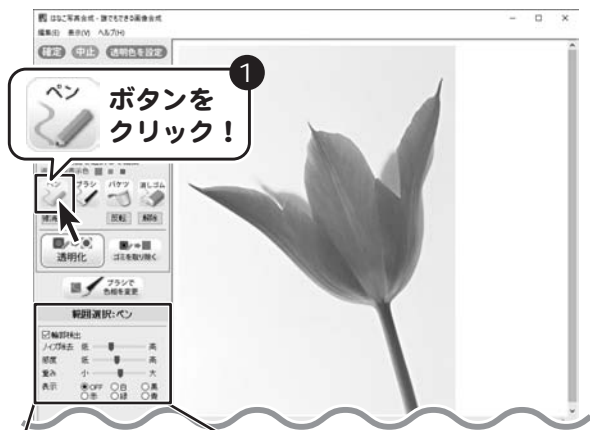 はなこ写真合成 - 誰でもできる画像合成
編集(E) 表示(V) ヘルプ(H)
確定 中止 透明色を設定
1
ペン
ボタンを
クリック！
ペン ブラシ バケツ 消しゴム
反転 解除
透明化 ゴミを取り除く
ブラシで
色相を変更
範囲選択:ペン
輪郭検出
ノイズ除去 低 高
感度 低 高
重み 小 大
表示 OFF 白 黒
赤 緑 青